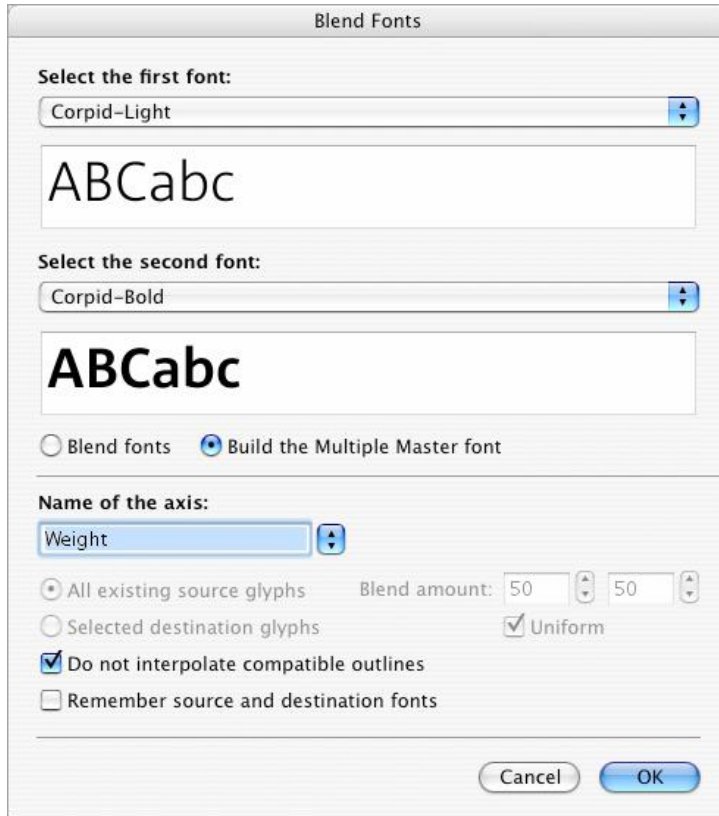 Blend Fonts
Select the first font:
Corpid-Light
ABCabc
Select the second font:
Corpid-Bold
ABCabc
Blend fonts Build the Multiple Master font
Name of the axis:
Weight
All existing source glyphs Blend amount: 50 50
Selected destination glyphs Uniform
Do not interpolate compatible outlines
Remember source and destination fonts
Cancel OK